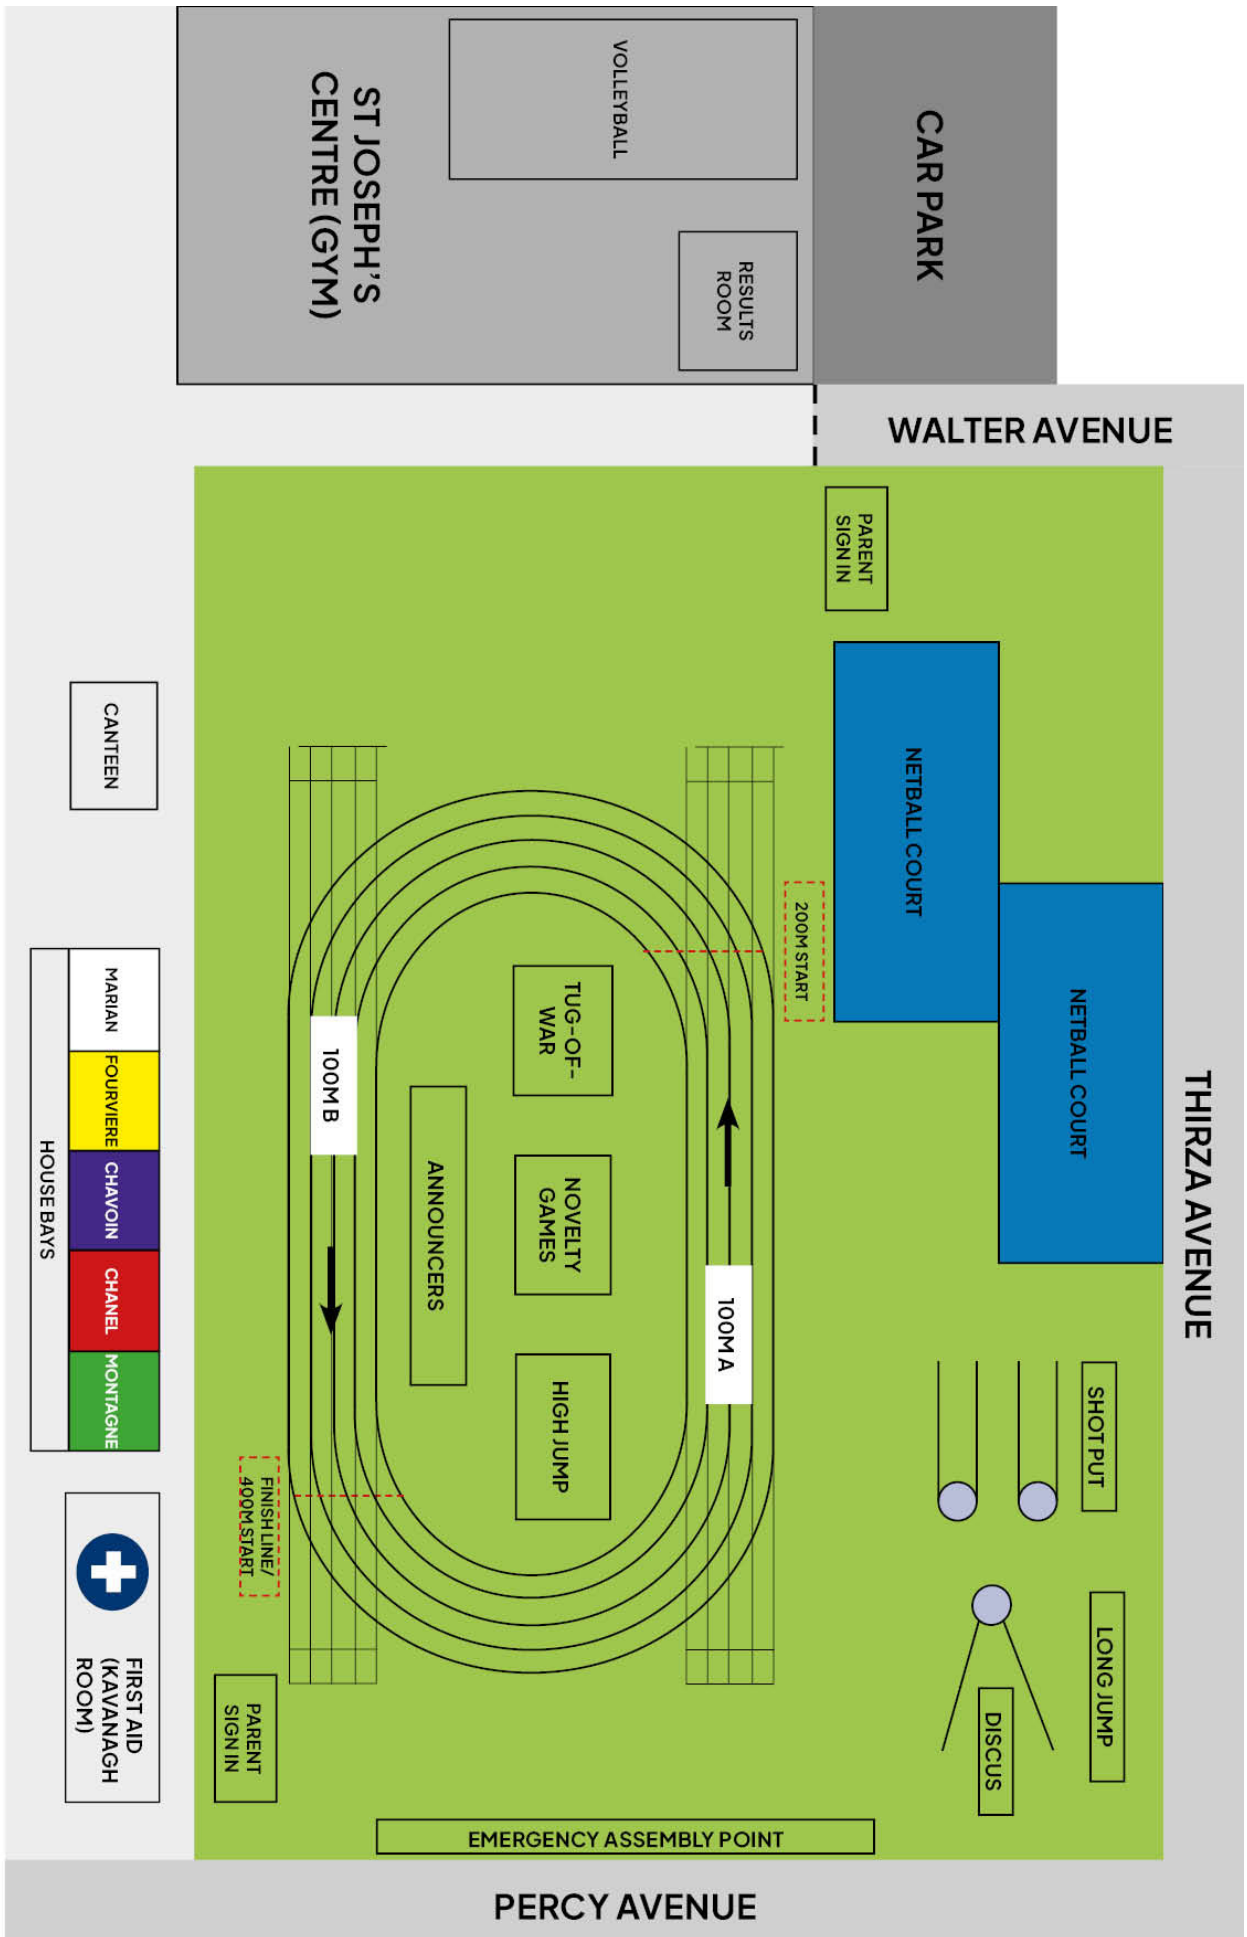 VOLLEYBALL
CAR PARK
ST JOSEPH'S
CENTRE (GYM)
RESULTS
ROOM
WALTER AVENUE
PARENT
SIGN IN
CANTEEN
NETBALL COURT
200M START
NETBALL COURT
THIRZA AVENUE
MARIAN
FOURVIERE
CHAVOIN
CHANEL
MONTAGNE
HOUSE BAYS
100M B
TUG-OF-
WAR
ANNOUNCERS
NOVELTY
GAMES
100M A
HIGH JUMP
SHOT PUT
FINISH LINE/
400M START
LONG JUMP
DISCUS
FIRST AID
(KAVANAGH
ROOM)
PARENT
SIGN IN
EMERGENCY ASSEMBLY POINT
PERCY AVENUE